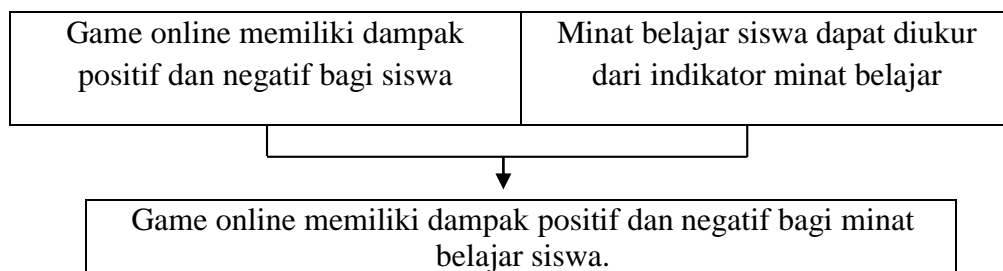 Game online memiliki dampak
positif dan negatif bagi siswa
Minat belajar siswa dapat diukur
dari indikator minat belajar
Game online memiliki dampak positif dan negatif bagi minat
belajar siswa.